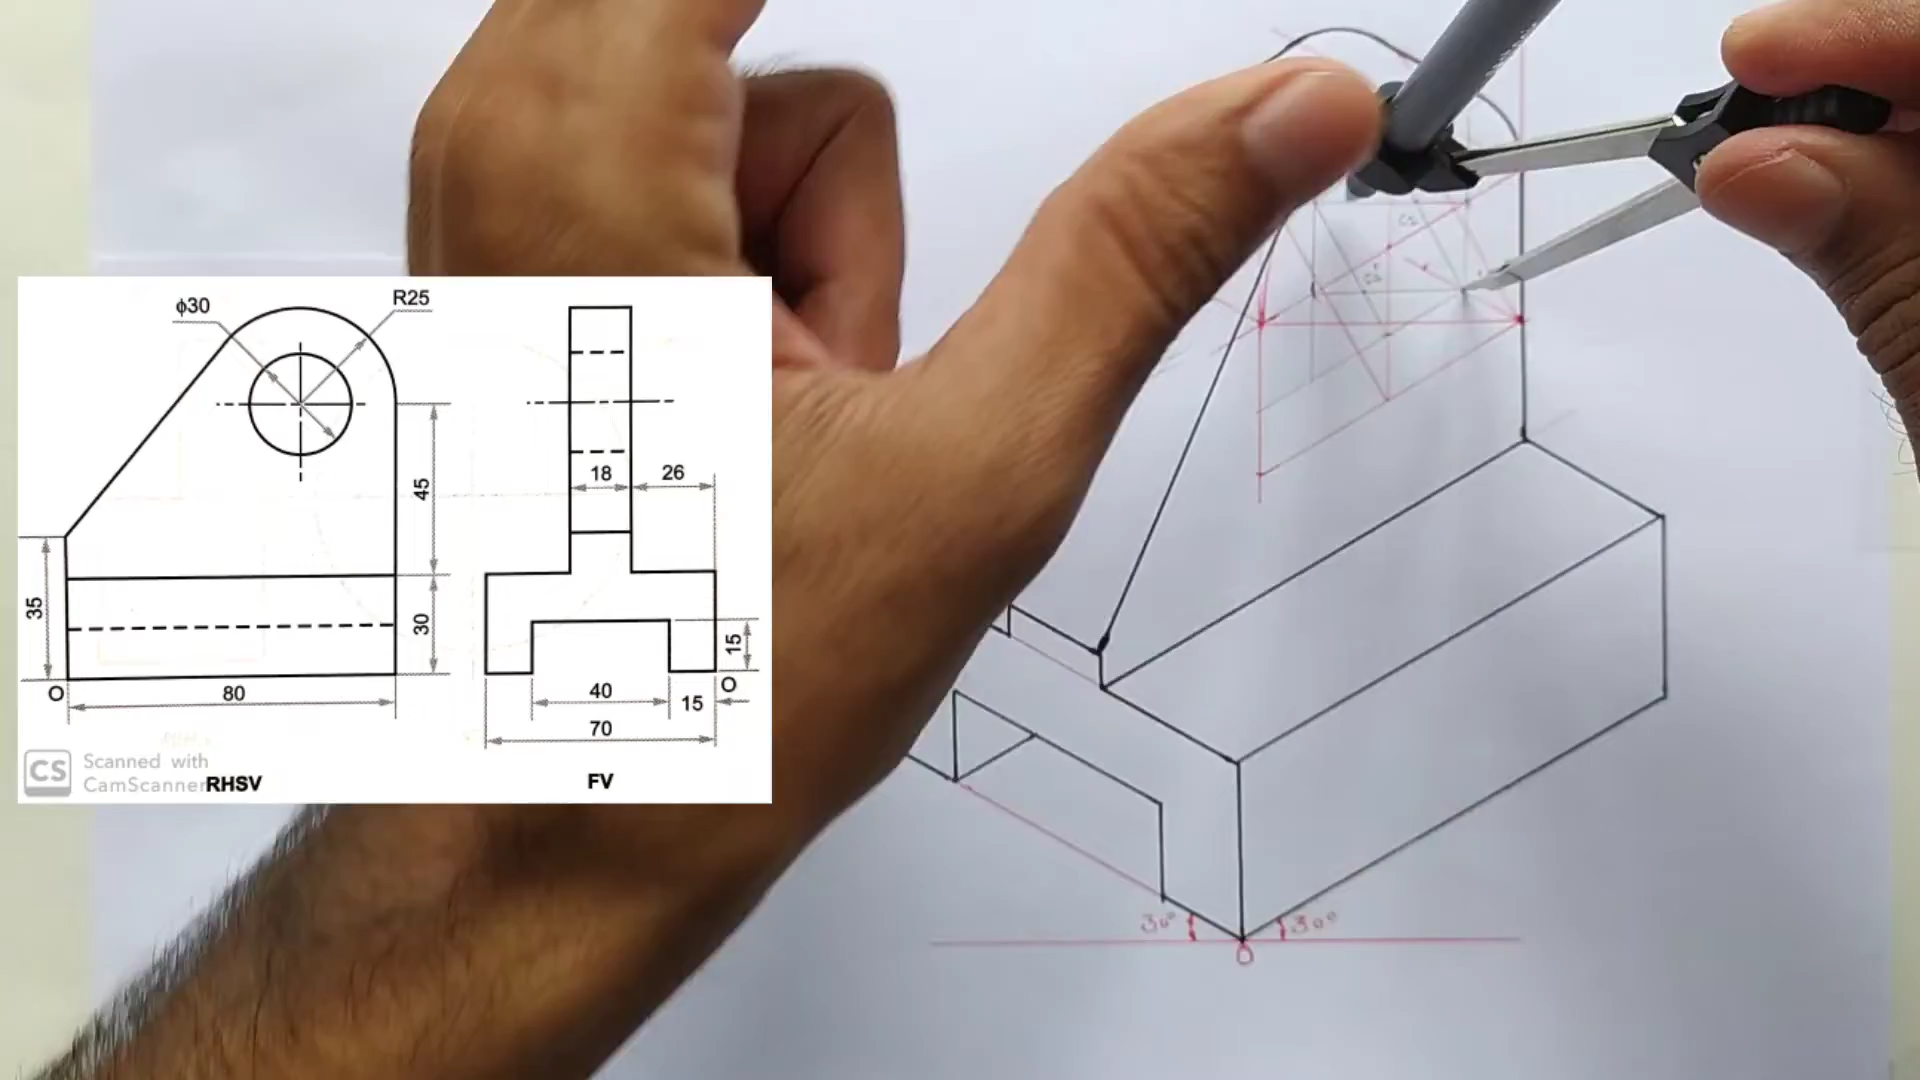 ϕ30
R25
18
26
45
35
30
15
O
80
40
15
O
70
CS
Scanned with
CamScanner
RHSV
FV
C2
30°
30°
O